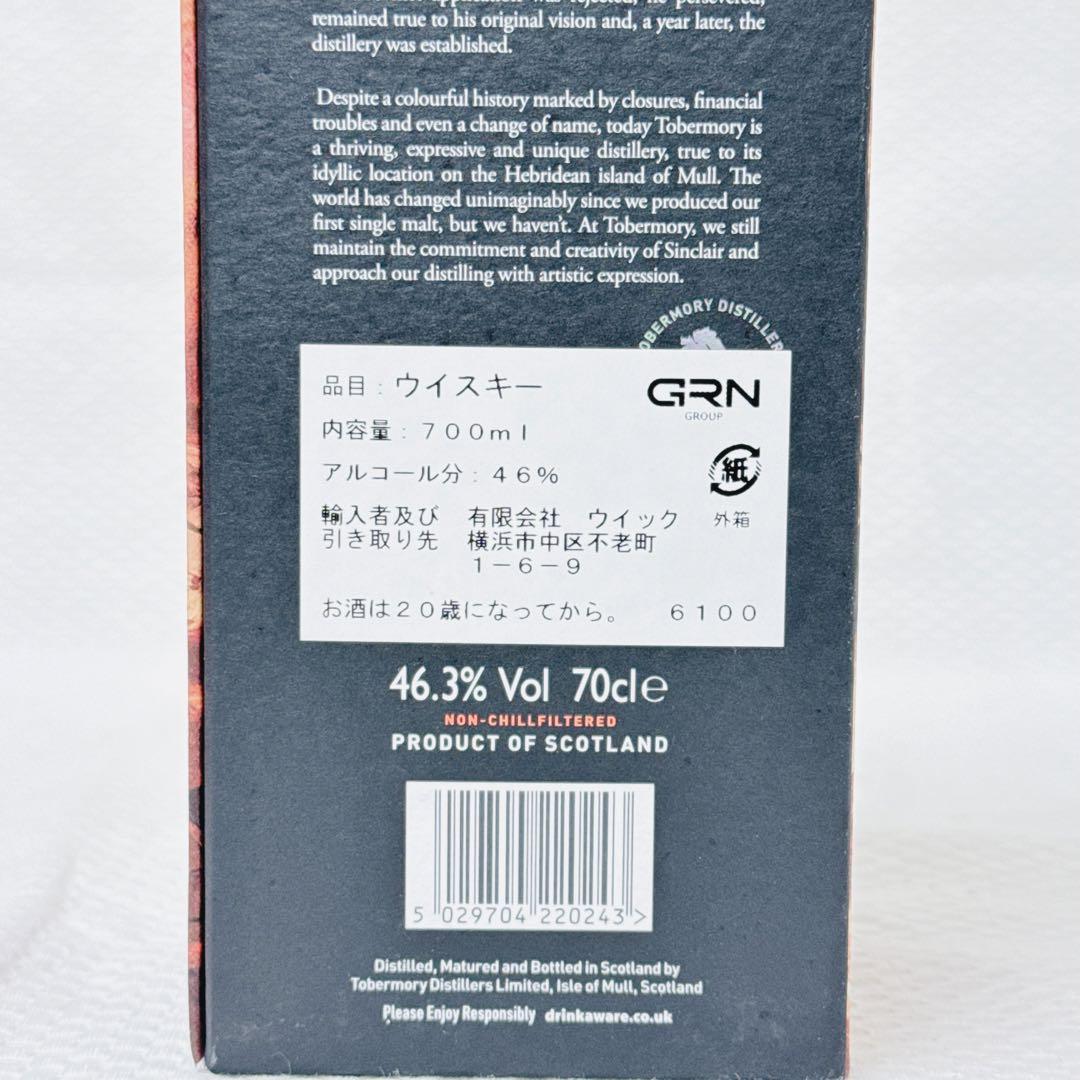 application was rejected, he persevered,
remained true to his original vision and, a year later, the
distillery was established.
Despite a colourful history marked by closures, financial
troubles and even a change of name, today Tobermory is
a thriving, expressive and unique distillery, true to its
idyllic location on the Hebridean island of Mull. The
world has changed unimaginably since we produced our
first single malt, but we haven't. At Tobermory, we still
maintain the commitment and creativity of Sinclair and
approach our distilling with artistic expression.
OBERMORY DISTILLER
品目：ウイスキー
GRN
GROUP
内容量：７００ｍｌ
アルコール分：４６％
紙
外箱
輸入者及び 有限会社 ウイック
引き取り先 横浜市中区不老町
１－６－９
お酒は２０歳になってから。 ６１００
46.3% Vol 70cl℮
NON-CHILLFILTERED
PRODUCT OF SCOTLAND
5 029704 220243 >
Distilled, Matured and Bottled in Scotland by
Tobermory Distillers Limited, Isle of Mull, Scotland
Please Enjoy Responsibly drinkaware.co.uk